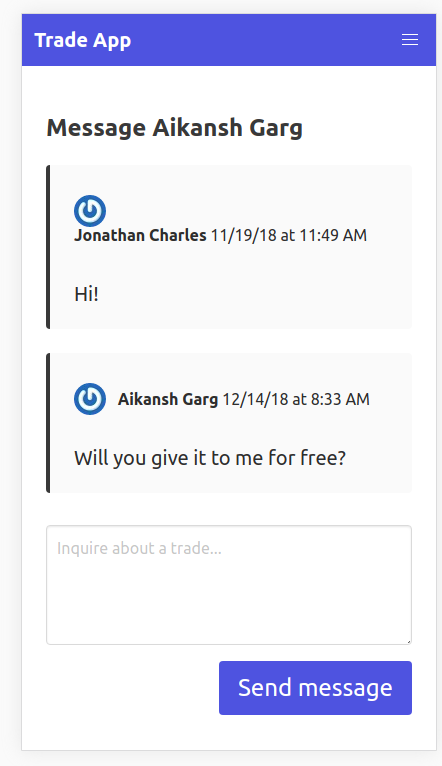 Trade App
Message Aikansh Garg
Jonathan Charles 11/19/18 at 11:49 AM
Hi!
Aikansh Garg 12/14/18 at 8:33 AM
Will you give it to me for free?
Inquire about a trade...
Send message